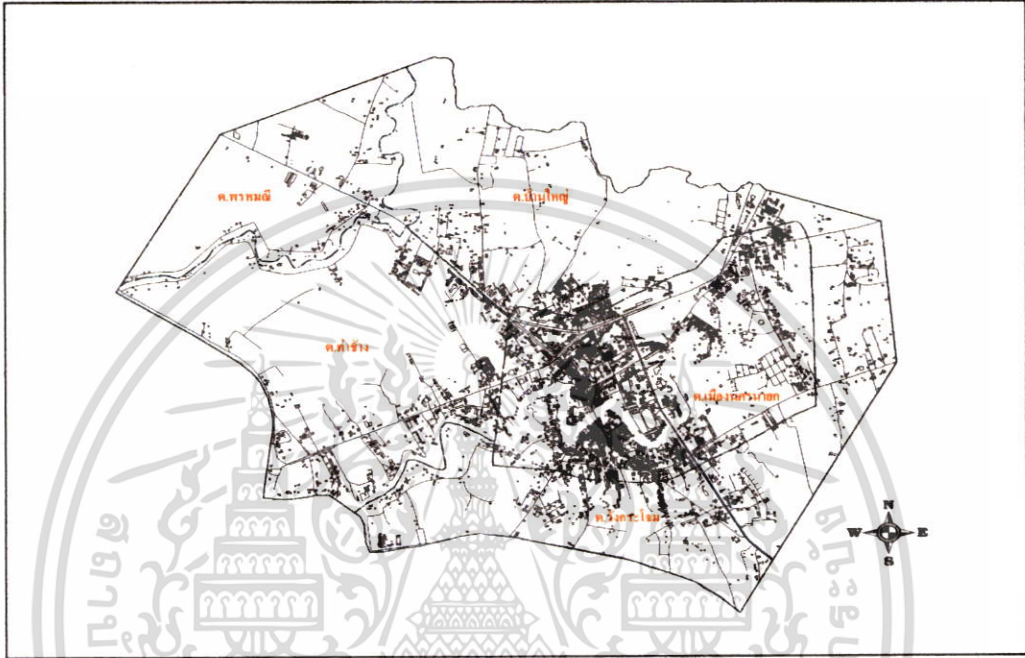 ต.พรหมณี
ต.บ้านใหญ่
ต.ท่าช้าง
ต.เมืองนครนายก
ต.วังกระโจม
N
W E
S